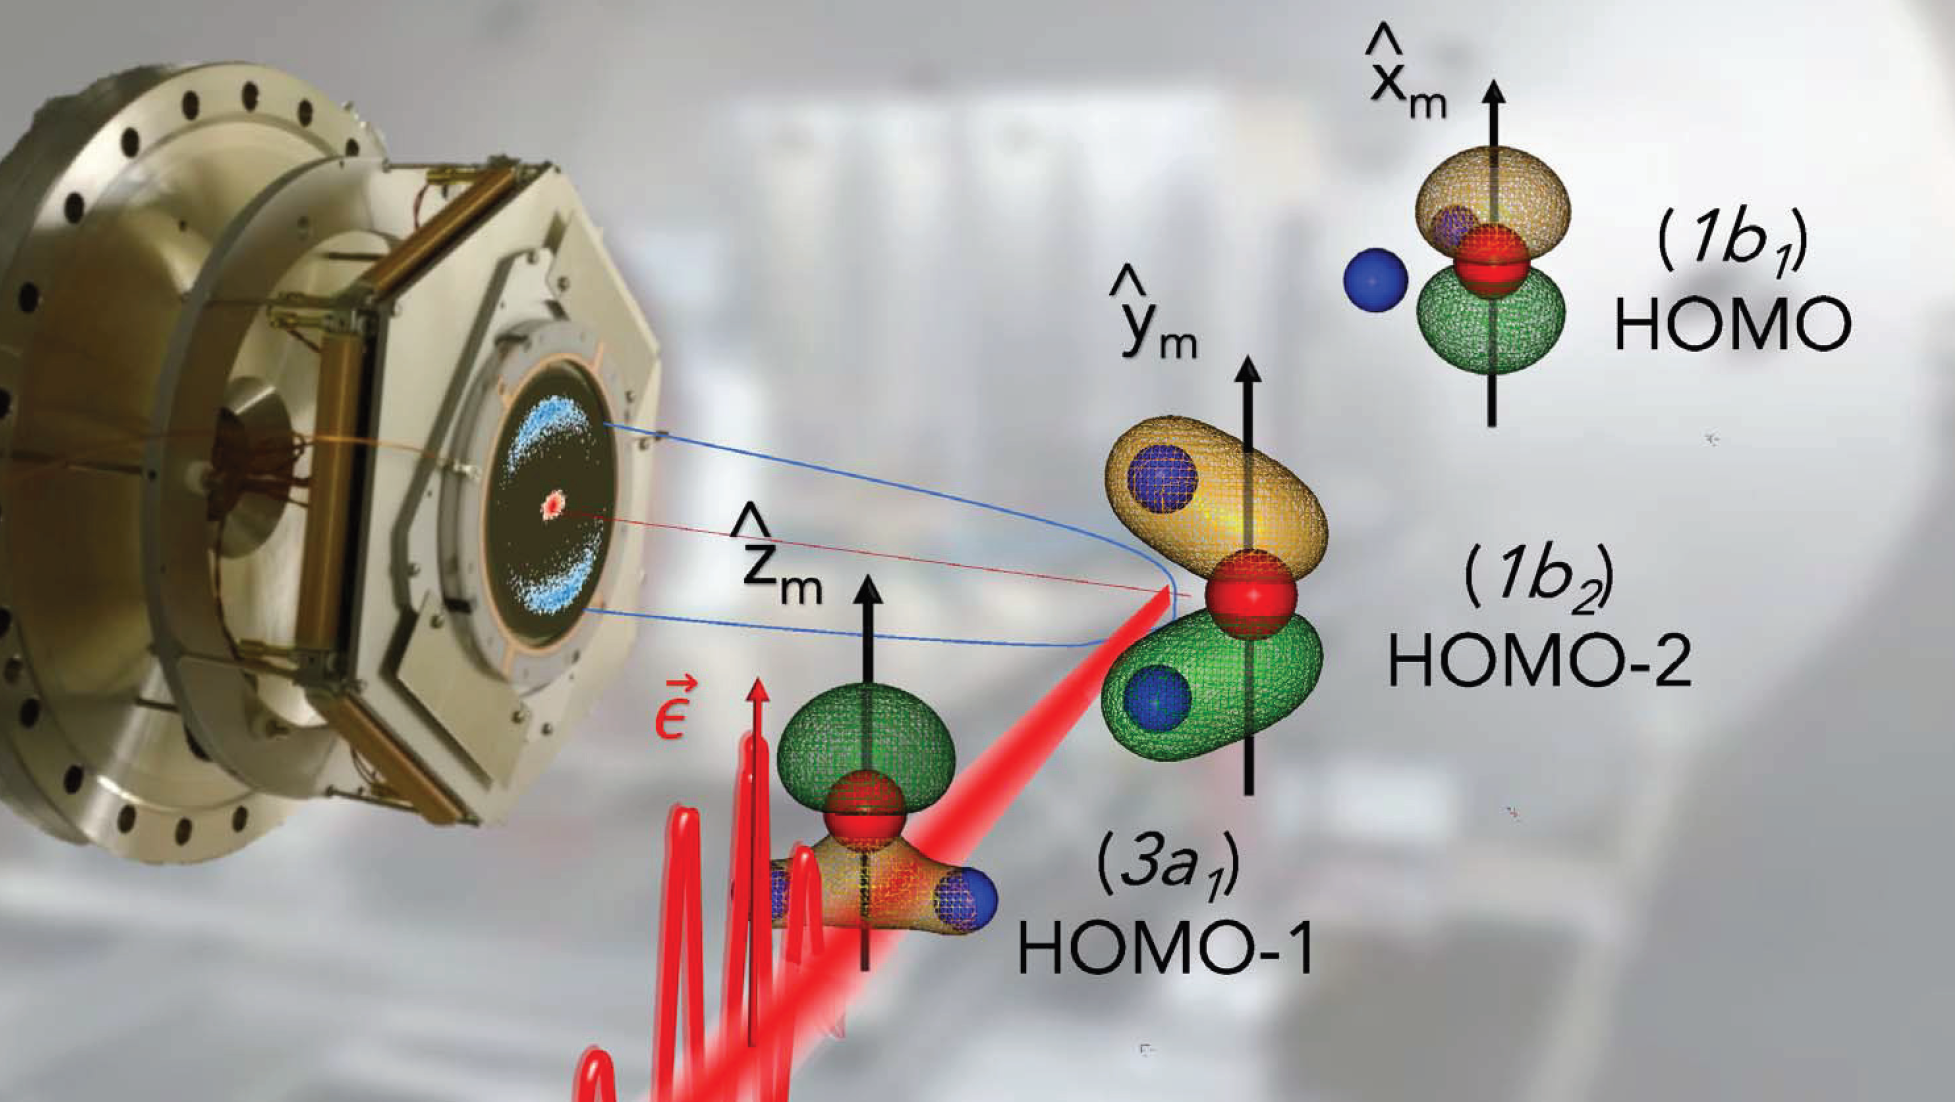 x̂ₘ
(1b₁)
HOMO
ŷₘ
(1b₂)
HOMO-2
ẑₘ
ϵ⃗
(3a₁)
HOMO-1